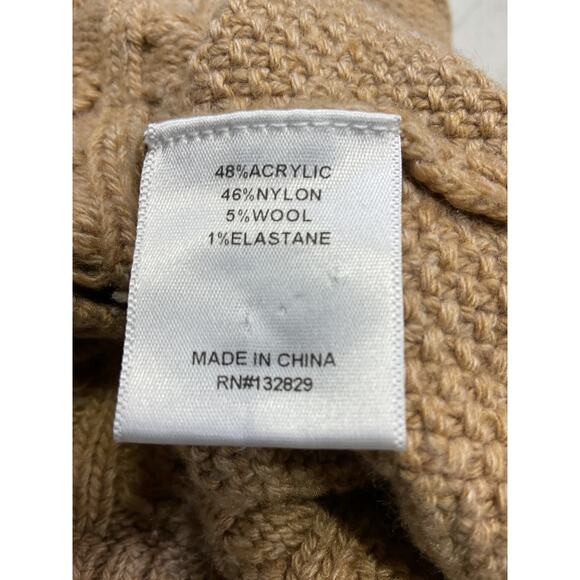 48%ACRYLIC
46%NYLON
5%WOOL
1%ELASTANE
MADE IN CHINA
RN#132829